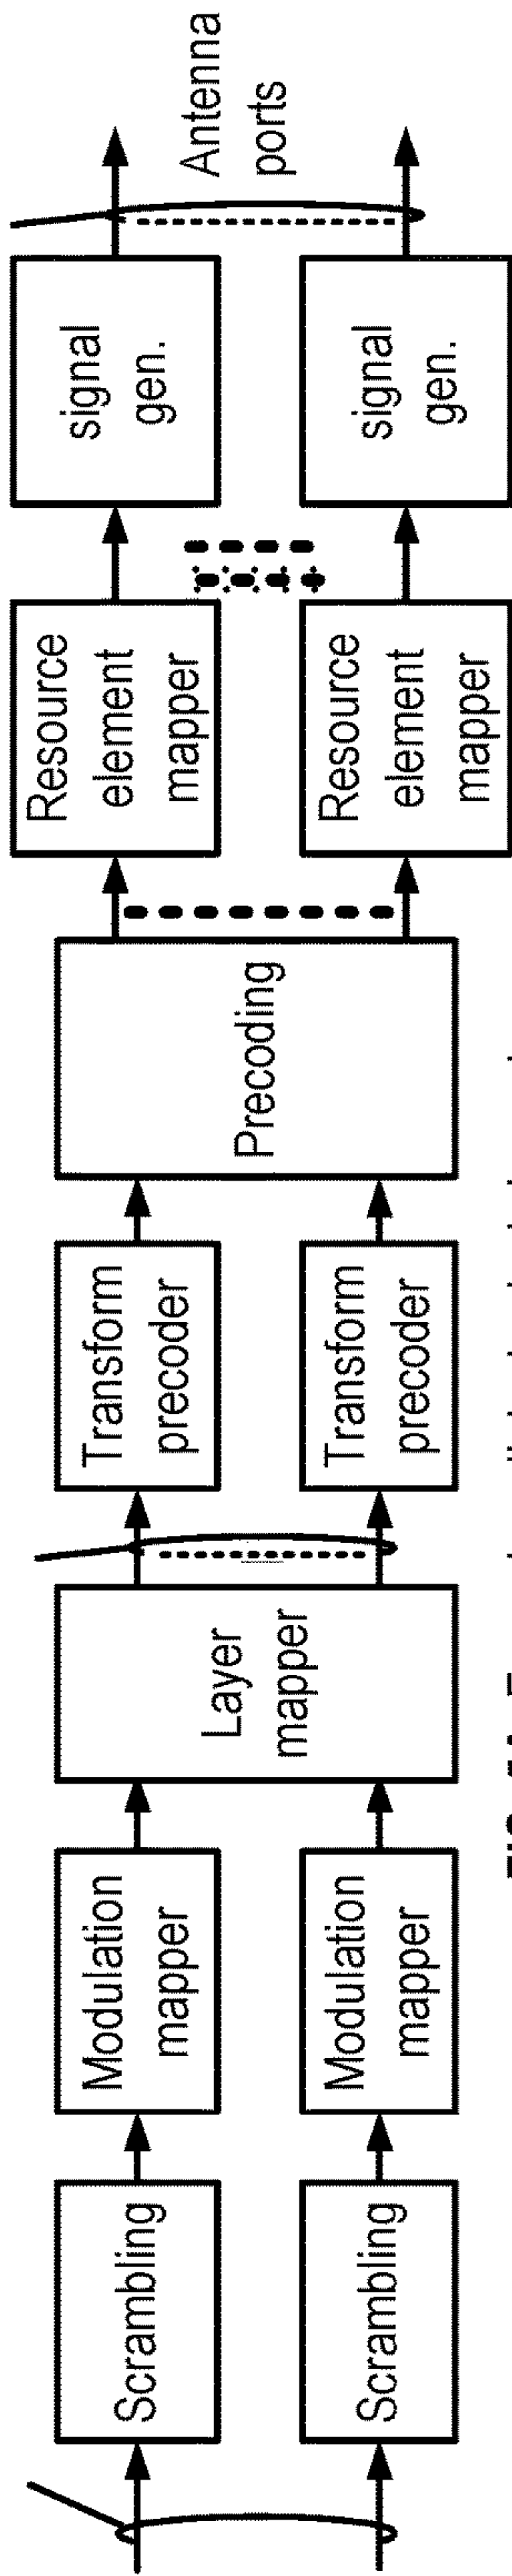 Scrambling
Scrambling
Modulation
mapper
Modulation
mapper
Layer
mapper
Transform
precoder
Transform
precoder
Precoding
Resource
element
mapper
Resource
element
mapper
signal
gen.
signal
gen.
Antenna
ports